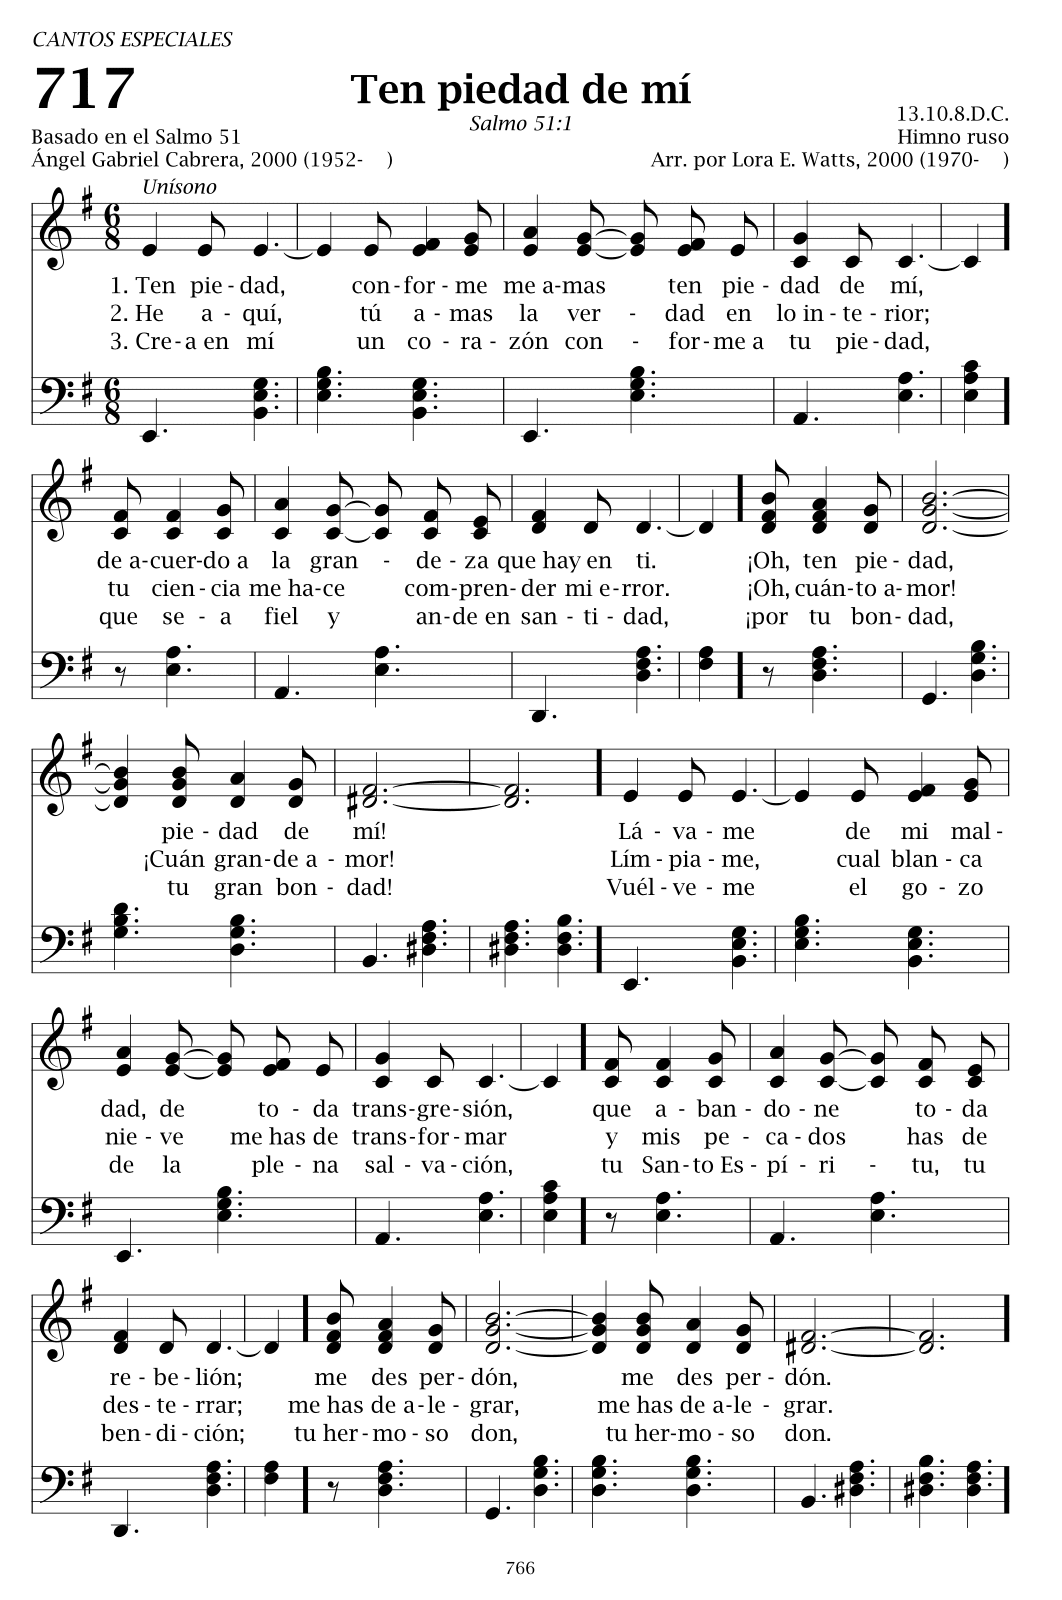 CANTOS ESPECIALES
717
Ten piedad de mí
Salmo 51:1
13.10.8.D.C.
Basado en el Salmo 51
Himno ruso
Ángel Gabriel Cabrera, 2000 (1952-    )
Arr. por Lora E. Watts, 2000 (1970-    )
Unísono
1. Ten pie - dad, con - for - me me a - mas ten pie - dad de mí,
2. He a - quí, tú a - mas la ver - dad en lo in - te - rior;
3. Cre - a en mí un co - ra - zón con - for - me a tu pie - dad,
de a - cuer - do a la gran - de - za que hay en ti. ¡Oh, ten pie - dad,
tu cien - cia me ha - ce com - pren - der mi e - rror. ¡Oh, cuán - to a - mor!
que se - a fiel y an - de en san - ti - dad, ¡por tu bon - dad,
pie - dad de mí! Lá - va - me de mi mal -
¡Cuán gran - de a - mor! Lím - pia - me, cual blan - ca
tu gran bon - dad! Vuél - ve - me el go - zo
dad, de to - da trans - gre - sión, que a - ban - do - ne to - da
nie - ve me has de trans - for - mar y mis pe - ca - dos has de
de la ple - na sal - va - ción, tu San - to Es - pí - ri - tu, tu
re - be - lión; me des per - dón, me des per - dón.
des - te - rrar; me has de a - le - grar, me has de a - le - grar.
ben - di - ción; tu her - mo - so don, tu her - mo - so don.
766